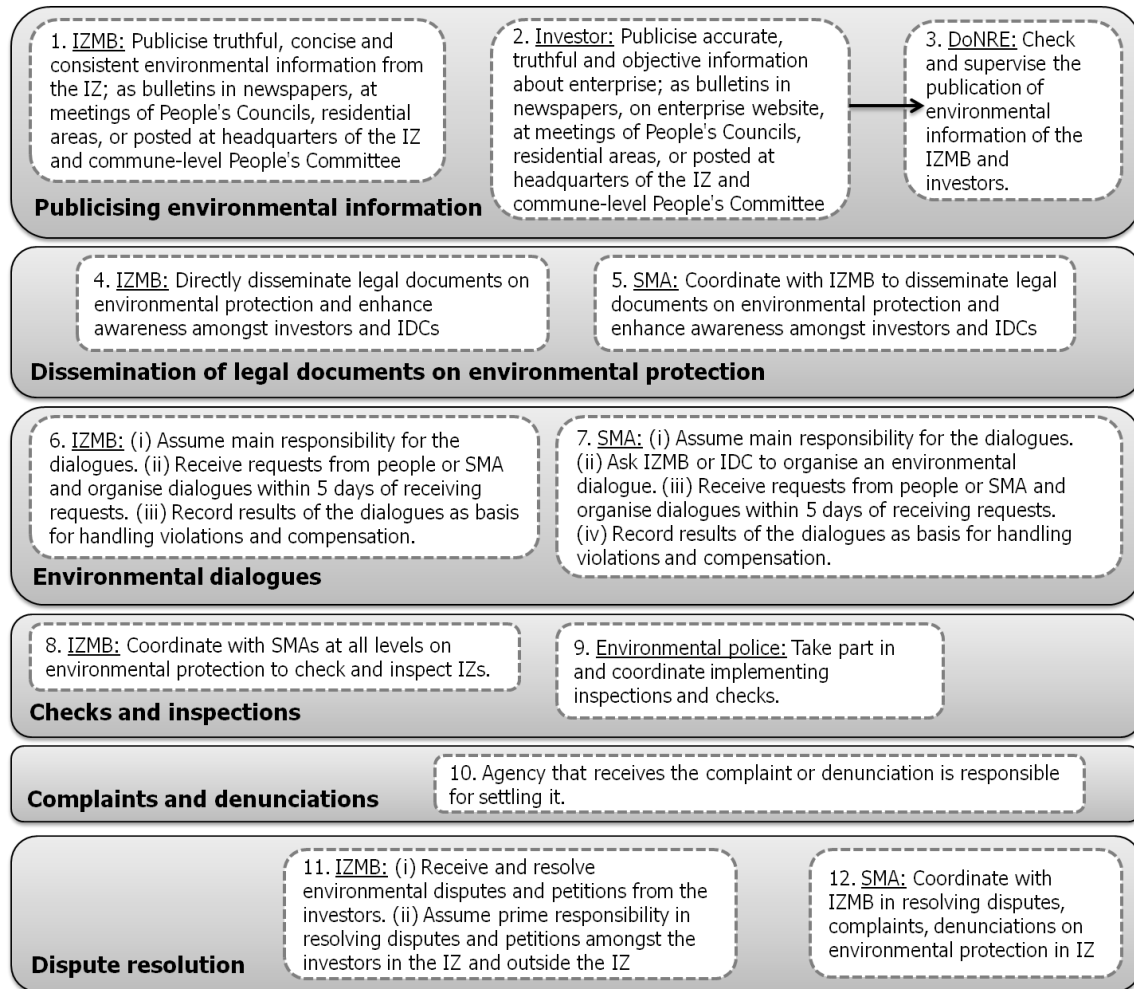 1. IZMB: Publicise truthful, concise and
consistent environmental information from
the IZ; as bulletins in newspapers, at
meetings of People's Councils, residential
areas, or posted at headquarters of the IZ
and commune-level People's Committee
2. Investor: Publicise accurate,
truthful and objective information
about enterprise; as bulletins in
newspapers, on enterprise website,
at meetings of People's Councils,
residential areas, or posted at
headquarters of the IZ and
commune-level People's Committee
3. DoNRE: Check
and supervise the
publication of
environmental
information of the
IZMB and
investors.
Publicising environmental information
4. IZMB: Directly disseminate legal documents on
environmental protection and enhance
awareness amongst investors and IDCs
5. SMA: Coordinate with IZMB to disseminate legal
documents on environmental protection and
enhance awareness amongst investors and IDCs
Dissemination of legal documents on environmental protection
6. IZMB: (i) Assume main responsibility for the
dialogues. (ii) Receive requests from people or SMA
and organise dialogues within 5 days of receiving
requests. (iii) Record results of the dialogues as basis
for handling violations and compensation.
7. SMA: (i) Assume main responsibility for the dialogues.
(ii) Ask IZMB or IDC to organise an environmental
dialogue. (iii) Receive requests from people or SMA and
organise dialogues within 5 days of receiving requests.
(iv) Record results of the dialogues as basis for handling
violations and compensation.
Environmental dialogues
8. IZMB: Coordinate with SMAs at all levels on
environmental protection to check and inspect IZs.
9. Environmental police: Take part in
and coordinate implementing
inspections and checks.
Checks and inspections
10. Agency that receives the complaint or denunciation is responsible
for settling it.
Complaints and denunciations
11. IZMB: (i) Receive and resolve
environmental disputes and petitions from the
investors. (ii) Assume prime responsibility in
resolving disputes and petitions amongst the
investors in the IZ and outside the IZ
12. SMA: Coordinate with
IZMB in resolving disputes,
complaints, denunciations on
environmental protection in IZ
Dispute resolution